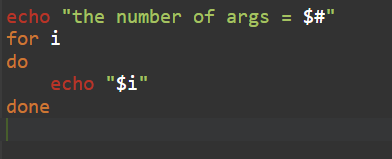 echo "the number of args = $#"
for i
do
    echo "$i"
done